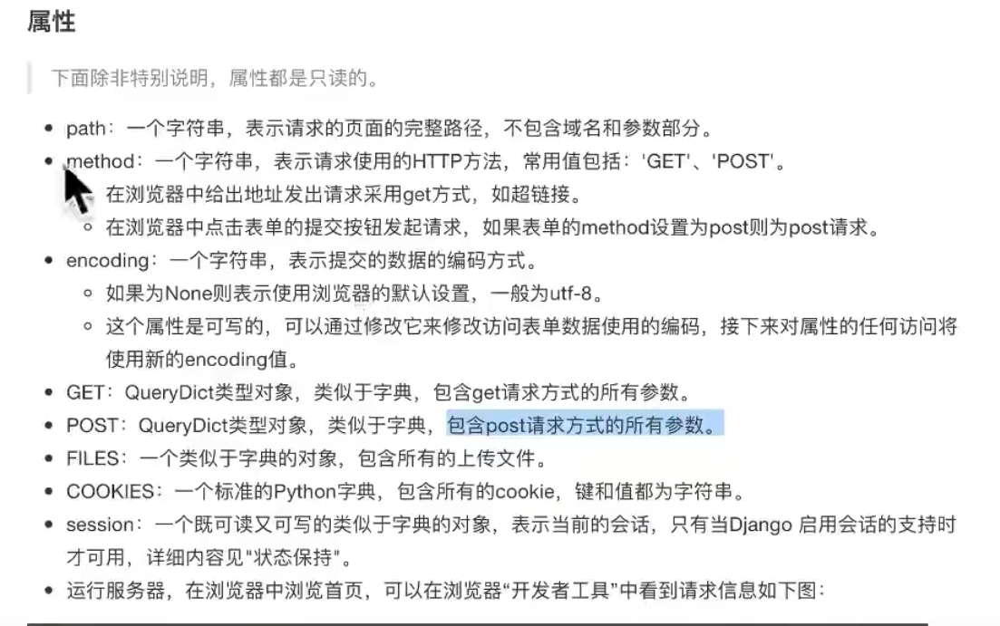 属性
下面除非特别说明，属性都是只读的。
path：一个字符串，表示请求的页面的完整路径，不包含域名和参数部分。
method：一个字符串，表示请求使用的HTTP方法，常用值包括：'GET'、'POST'。
在浏览器中给出地址发出请求采用get方式，如超链接。
在浏览器中点击表单的提交按钮发起请求，如果表单的method设置为post则为post请求。
encoding：一个字符串，表示提交的数据的编码方式。
如果为None则表示使用浏览器的默认设置，一般为utf-8。
这个属性是可写的，可以通过修改它来修改访问表单数据使用的编码，接下来对属性的任何访问将
使用新的encoding值。
GET：QueryDict类型对象，类似于字典，包含get请求方式的所有参数。
POST：QueryDict类型对象，类似于字典，包含post请求方式的所有参数。
FILES：一个类似于字典的对象，包含所有的上传文件。
COOKIES：一个标准的Python字典，包含所有的cookie，键和值都为字符串。
session：一个既可读又可写的类似于字典的对象，表示当前的会话，只有当Django 启用会话的支持时
才可用，详细内容见"状态保持"。
运行服务器，在浏览器中浏览首页，可以在浏览器“开发者工具”中看到请求信息如下图：